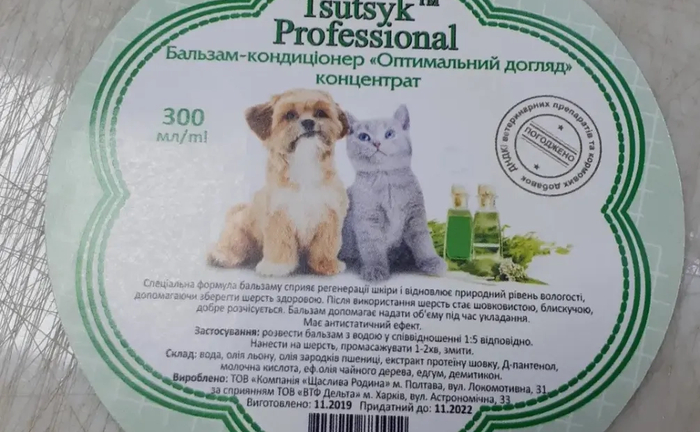 Tsutsyk™
Professional
Бальзам-кондиціонер «Оптимальний догляд»
концентрат
300
мл/ml
ДНДКІ ветеринарних препаратів та кормових добавок
ПОГОДЖЕНО
Спеціальна формула бальзаму сприяє регенерації шкіри і відновлює природний рівень вологості,
допомагаючи зберегти шерсть здоровою. Після використання шерсть стає шовковистою, блискучою,
добре розчісується. Бальзам допомагає надати об'єму під час укладання.
Має антистатичний ефект.
Застосування: розвести бальзам з водою у співвідношенні 1:5 відповідно.
Нанести на шерсть, промасажувати 1-2хв, змити.
Склад: вода, олія льону, олія зародків пшениці, екстракт протеїну шовку, Д-пантенол,
молочна кислота, еф.олія чайного дерева, едгум, демитикон.
Вироблено: ТОВ «Компанія «Щаслива Родина» м. Полтава, вул. Локомотивна, 31
за сприянням ТОВ «ВТФ Дельта» м. Харків, вул. Астрономічна, 33
Виготовлено: 11.2019 Придатний до: 11.2022